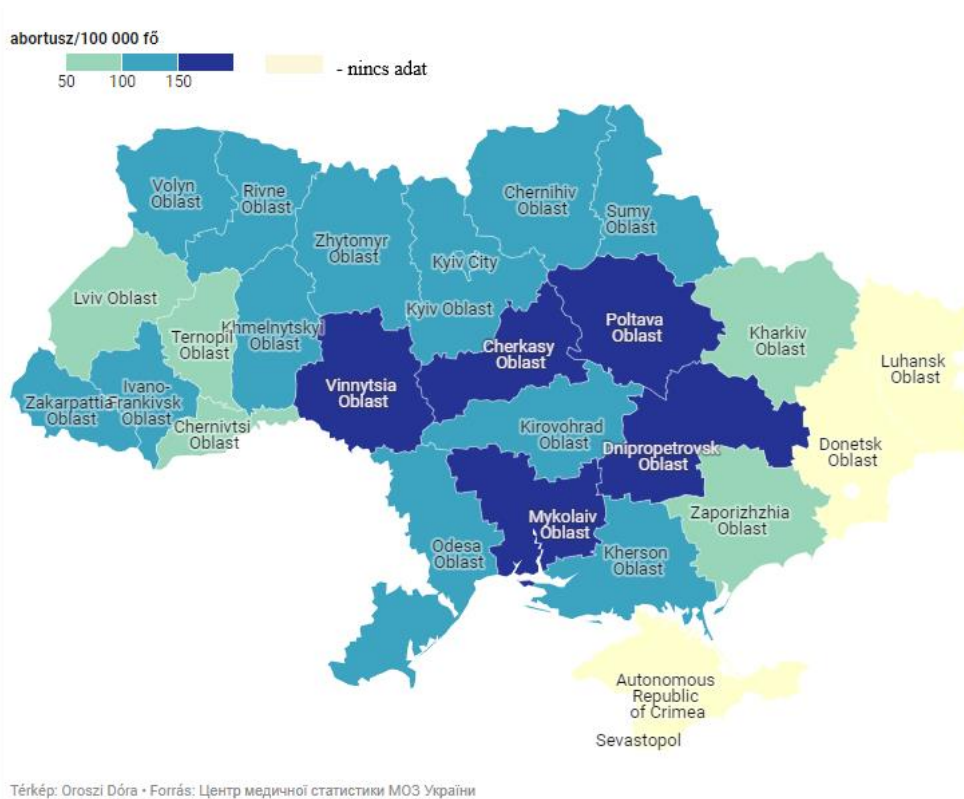 abortusz/100 000 fő
50 100 150
- nincs adat
Volyn
Oblast
Rivne
Oblast
Zhytomyr
Oblast
Kyiv City
Kyiv Oblast
Chernihiv
Oblast
Sumy
Oblast
Lviv Oblast
Ternopil
Oblast
Khmelnytskyi
Oblast
Vinnytsia
Oblast
Cherkasy
Oblast
Poltava
Oblast
Kharkiv
Oblast
Luhansk
Oblast
Zakarpattia
Oblast
Ivano-
Frankivsk
Oblast
Chernivtsi
Oblast
Kirovohrad
Oblast
Dnipropetrovsk
Oblast
Donetsk
Oblast
Odesa
Oblast
Mykolaiv
Oblast
Kherson
Oblast
Zaporizhzhia
Oblast
Autonomous
Republic
of Crimea
Sevastopol
Térkép: Oroszi Dóra • Forrás: Центр медичної статистики МОЗ України